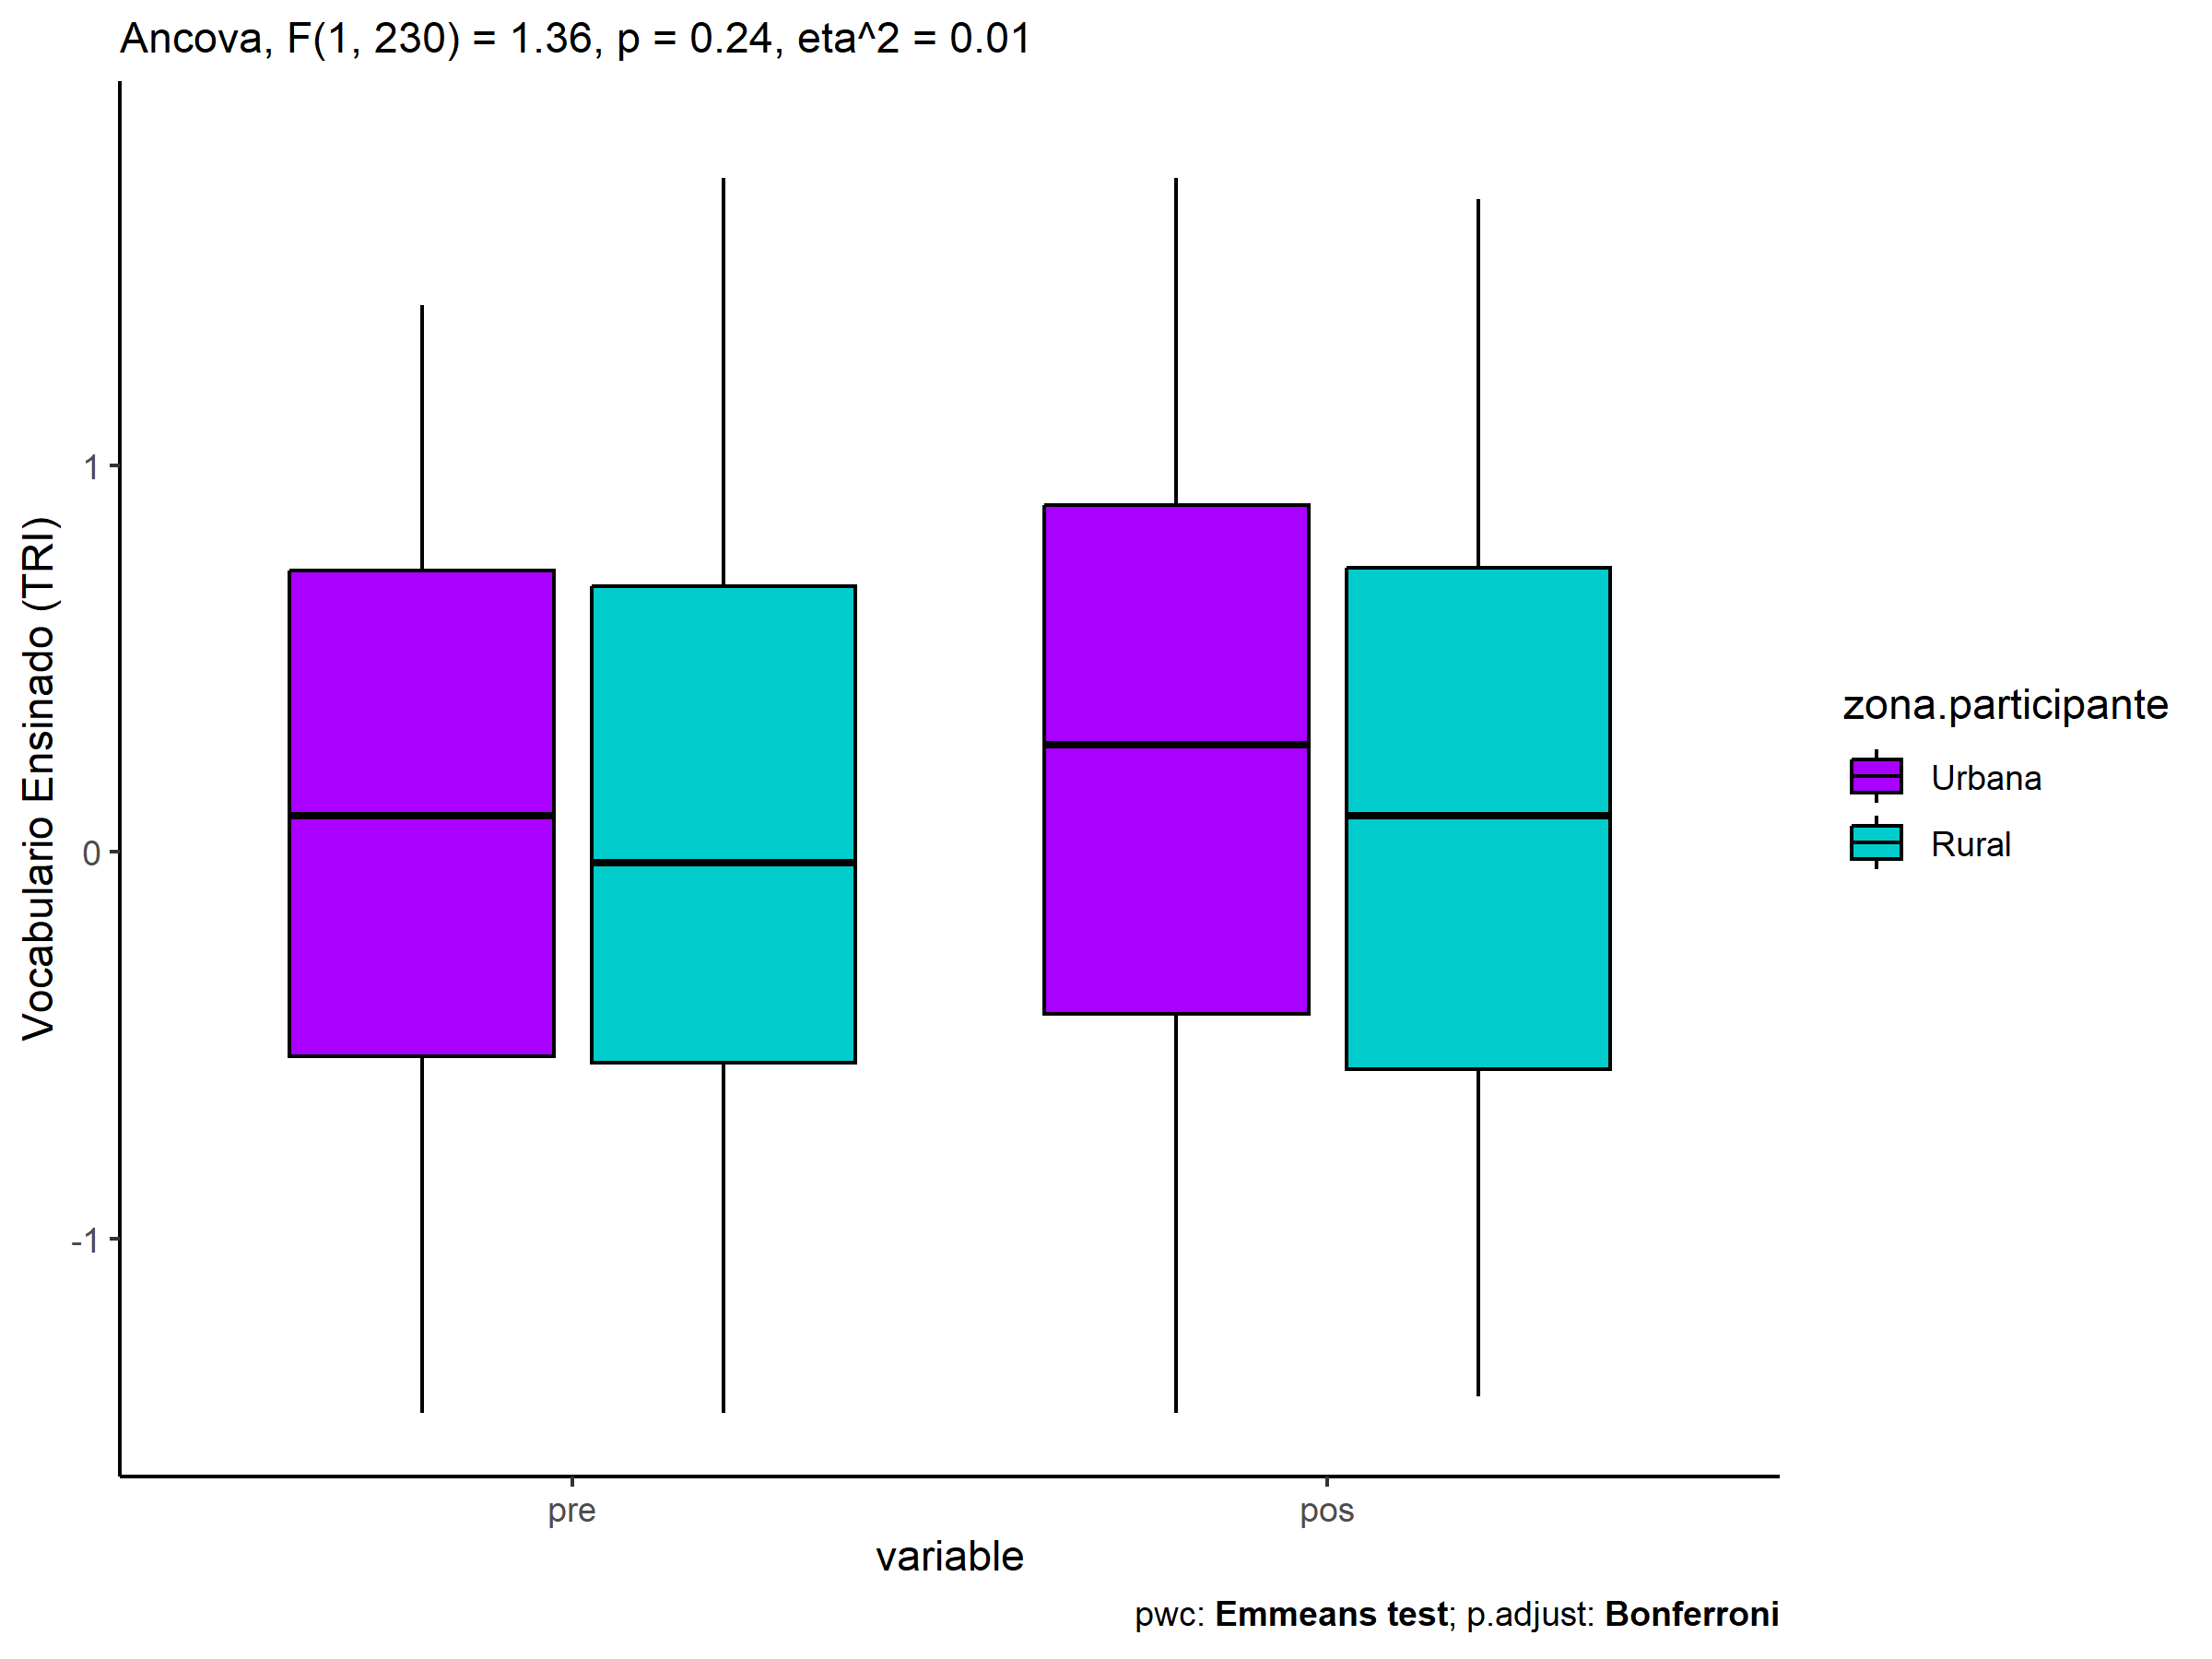 Ancova, F(1, 230) = 1.36, p = 0.24, eta^2 = 0.01
Vocabulario Ensinado (TRI)
1
0
-1
pre
pos
variable
zona.participante
Urbana
Rural
pwc: Emmeans test; p.adjust: Bonferroni